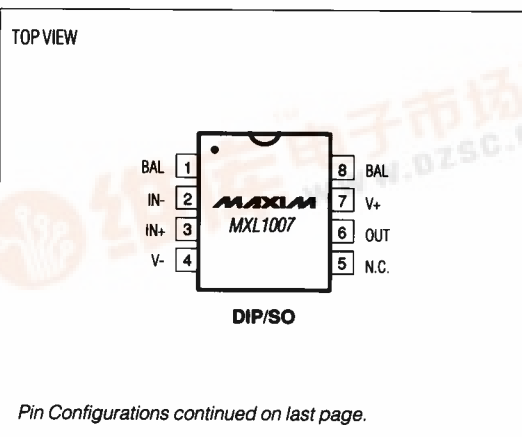 TOP VIEW
BAL 1
IN- 2
IN+ 3
V- 4
MAXIM
MXL1007
8 BAL
7 V+
6 OUT
5 N.C.
DIP/SO
Pin Configurations continued on last page.